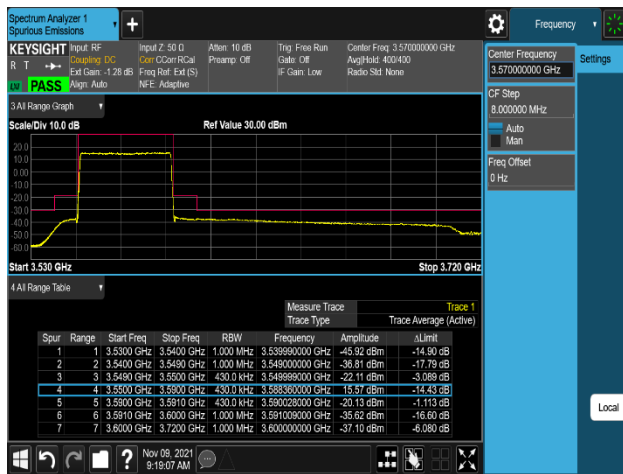 Spectrum Analyzer 1
Spurious Emissions
+
Frequency
KEYSIGHT
R T
LV PASS
Input: RF
Coupling: DC
Ext Gain: -1.28 dB
Align: Auto
Input Z: 50 Ω
Corr CCorr RCal
Freq Ref: Ext (S)
NFE: Adaptive
Atten: 10 dB
Preamp: Off
Trig: Free Run
Gate: Off
IF Gain: Low
Center Freq: 3.570000000 GHz
Avg|Hold: 400/400
Radio Std: None
Center Frequency
3.570000000 GHz
Settings
CF Step
8.000000 MHz
Auto
Man
Freq Offset
0 Hz
3 All Range Graph
Scale/Div 10.0 dB
Ref Value 30.00 dBm
20.0
10.0
0.00
-10.0
-20.0
-30.0
-40.0
-50.0
-60.0
Start 3.530 GHz
Stop 3.720 GHz
4 All Range Table
Measure Trace Trace 1
Trace Type Trace Average (Active)
Spur Range Start Freq Stop Freq RBW Frequency Amplitude ΔLimit
1 1 3.5300 GHz 3.5400 GHz 1.000 MHz 3.539990000 GHz -45.92 dBm -14.90 dB
2 2 3.5400 GHz 3.5490 GHz 1.000 MHz 3.549000000 GHz -36.81 dBm -17.79 dB
3 3 3.5490 GHz 3.5500 GHz 430.0 kHz 3.549999000 GHz -22.11 dBm -3.089 dB
4 4 3.5500 GHz 3.5900 GHz 430.0 kHz 3.588360000 GHz 15.57 dBm -14.43 dB
5 5 3.5900 GHz 3.5910 GHz 430.0 kHz 3.590028000 GHz -20.13 dBm -1.113 dB
6 6 3.5910 GHz 3.6000 GHz 1.000 MHz 3.591009000 GHz -35.62 dBm -16.60 dB
7 7 3.6000 GHz 3.7200 GHz 1.000 MHz 3.600000000 GHz -37.10 dBm -6.080 dB
Local
?
Nov 09, 2021
9:19:07 AM